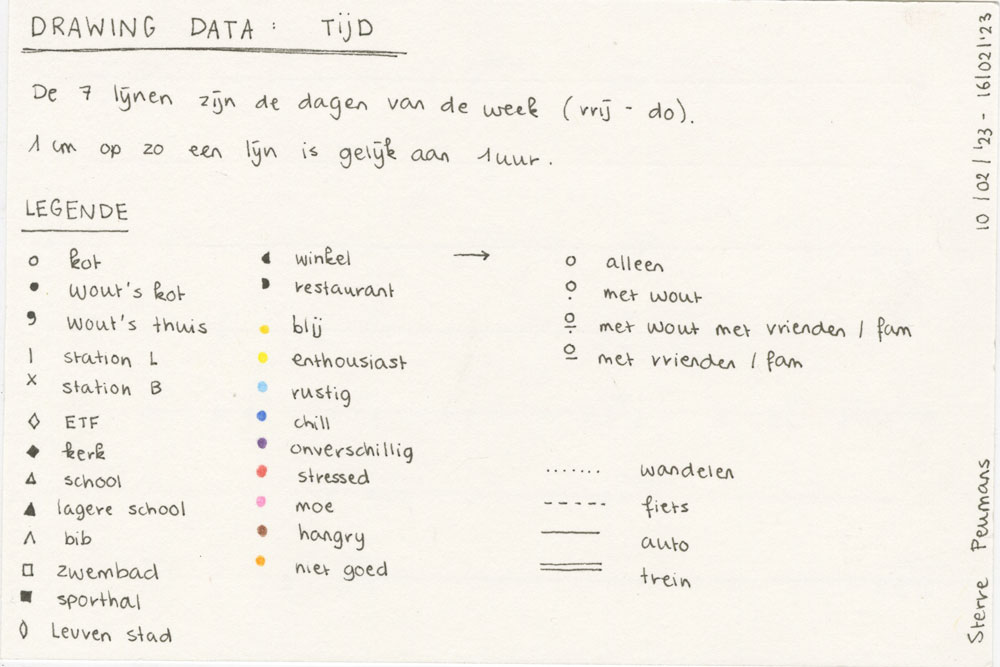 DRAWING DATA: TIJD
De 7 lijnen zijn de dagen van de week (vrij - do).
1 cm op zo een lijn is gelijk aan 1 uur.
LEGENDE
kot
wout's kot
wout's thuis
station L
station B
ETF
kerk
school
lagere school
bib
zwembad
sporthal
Leuven stad
winkel
restaurant
blij
enthousiast
rustig
chill
onverschillig
stressed
moe
hangry
niet goed
alleen
met wout
met wout met vrienden / fam
met vrienden / fam
wandelen
fiets
auto
trein
10/02/'23 - 16/02/'23
Sterre Peumans